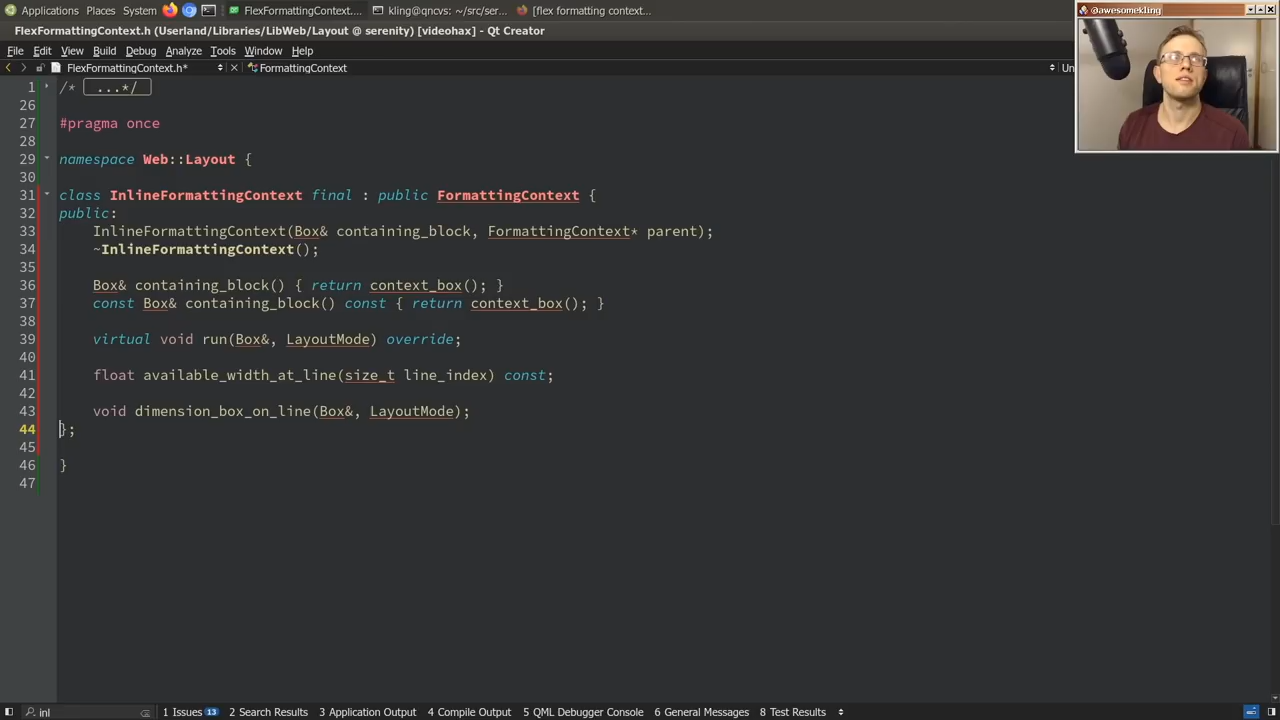 Applications Places System FlexFormattingContext.... kling@qncvs: ~/src/ser... [flex formatting context...
@awesomekling
FlexFormattingContext.h (Userland/Libraries/LibWeb/Layout @ serenity) [videohax] - Qt Creator
File Edit View Build Debug Analyze Tools Window Help
FlexFormattingContext.h* FormattingContext Un
1 /* ...*/
26
27 #pragma once
28
29 namespace Web::Layout {
30
31 class InlineFormattingContext final : public FormattingContext {
32 public:
33 InlineFormattingContext(Box& containing_block, FormattingContext* parent);
34 ~InlineFormattingContext();
35
36 Box& containing_block() { return context_box(); }
37 const Box& containing_block() const { return context_box(); }
38
39 virtual void run(Box&, LayoutMode) override;
40
41 float available_width_at_line(size_t line_index) const;
42
43 void dimension_box_on_line(Box&, LayoutMode);
44 };
45
46 }
47
inl 1 Issues 13 2 Search Results 3 Application Output 4 Compile Output 5 QML Debugger Console 6 General Messages 8 Test Results